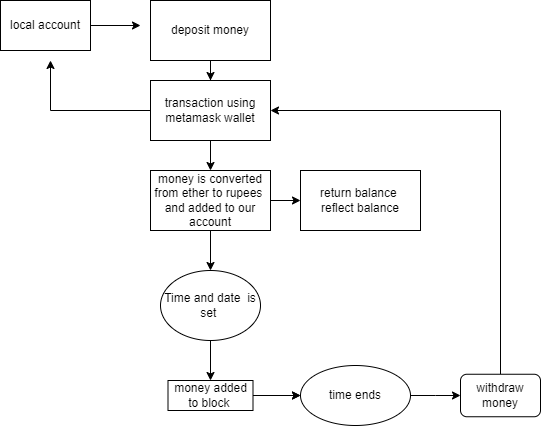 local account
deposit money
transaction using
metamask wallet
money is converted
from ether to rupees
and added to our
account
return balance
reflect balance
Time and date is
set
money added
to block
time ends
withdraw
money